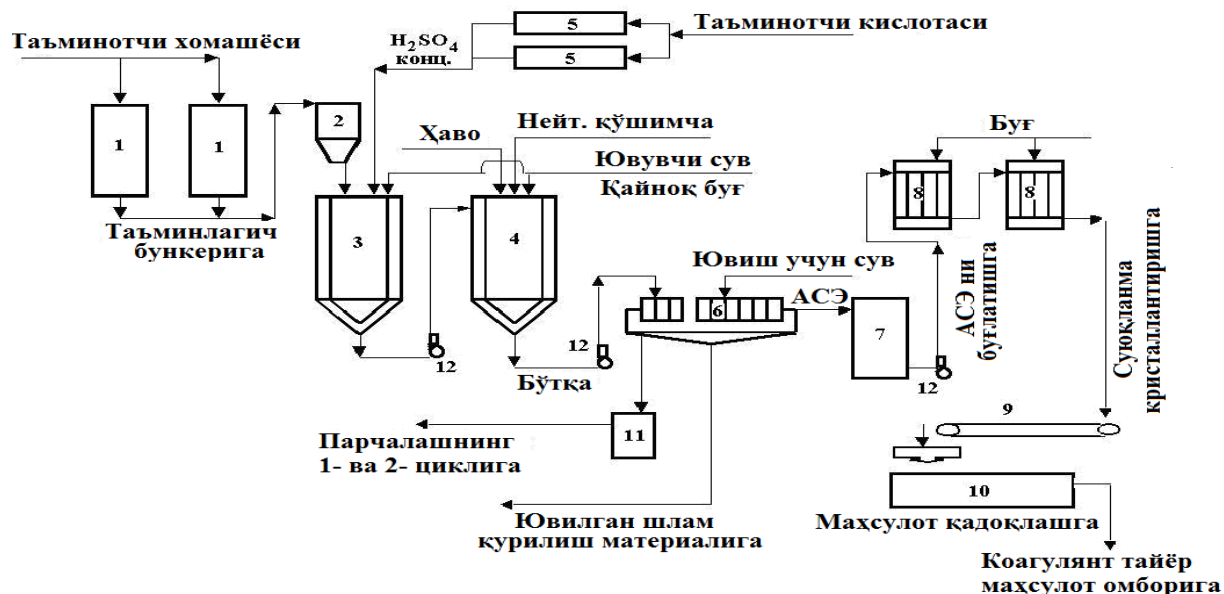 Таъминотчи хомашёси
Таъминотчи кислотаси
5
5
H2SO4
конц.
1
1
2
Ҳаво
Нейт. қўшимча
Ювувчи сув
Қайноқ буғ
Буғ
8
8
Таъминлагич
бункерига
3
4
Ювиш учун сув
АСЭ
6
7
12
12
12
Бўтқа
АСЭ ни
буғлатишга
Суюқланма
кристаллантиришга
9
11
Парчалашнинг
1- ва 2- циклига
10
Ювилган шлам
қурилиш материалига
Маҳсулот қадоқлашга
Коагулянт тайёр
маҳсулот омборига